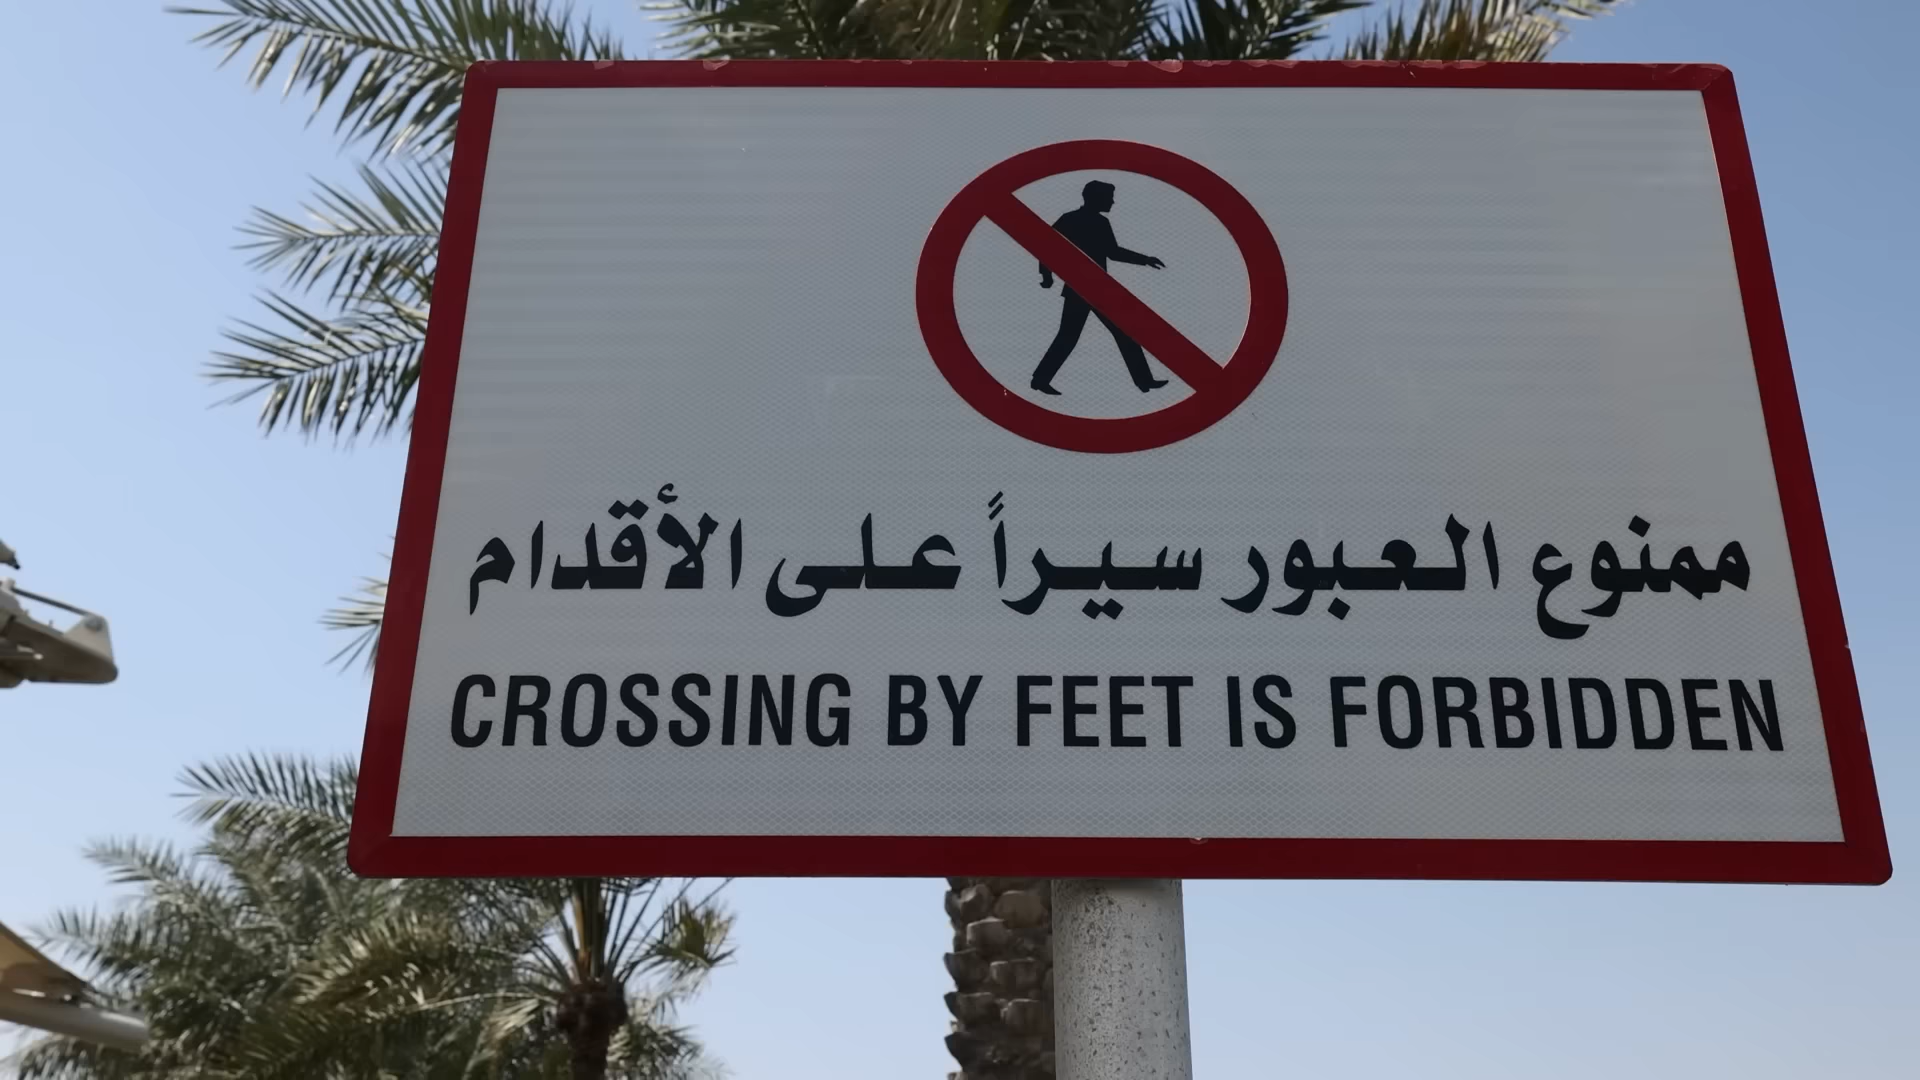 ممنوع العبور سيراً على الأقدام
CROSSING BY FEET IS FORBIDDEN